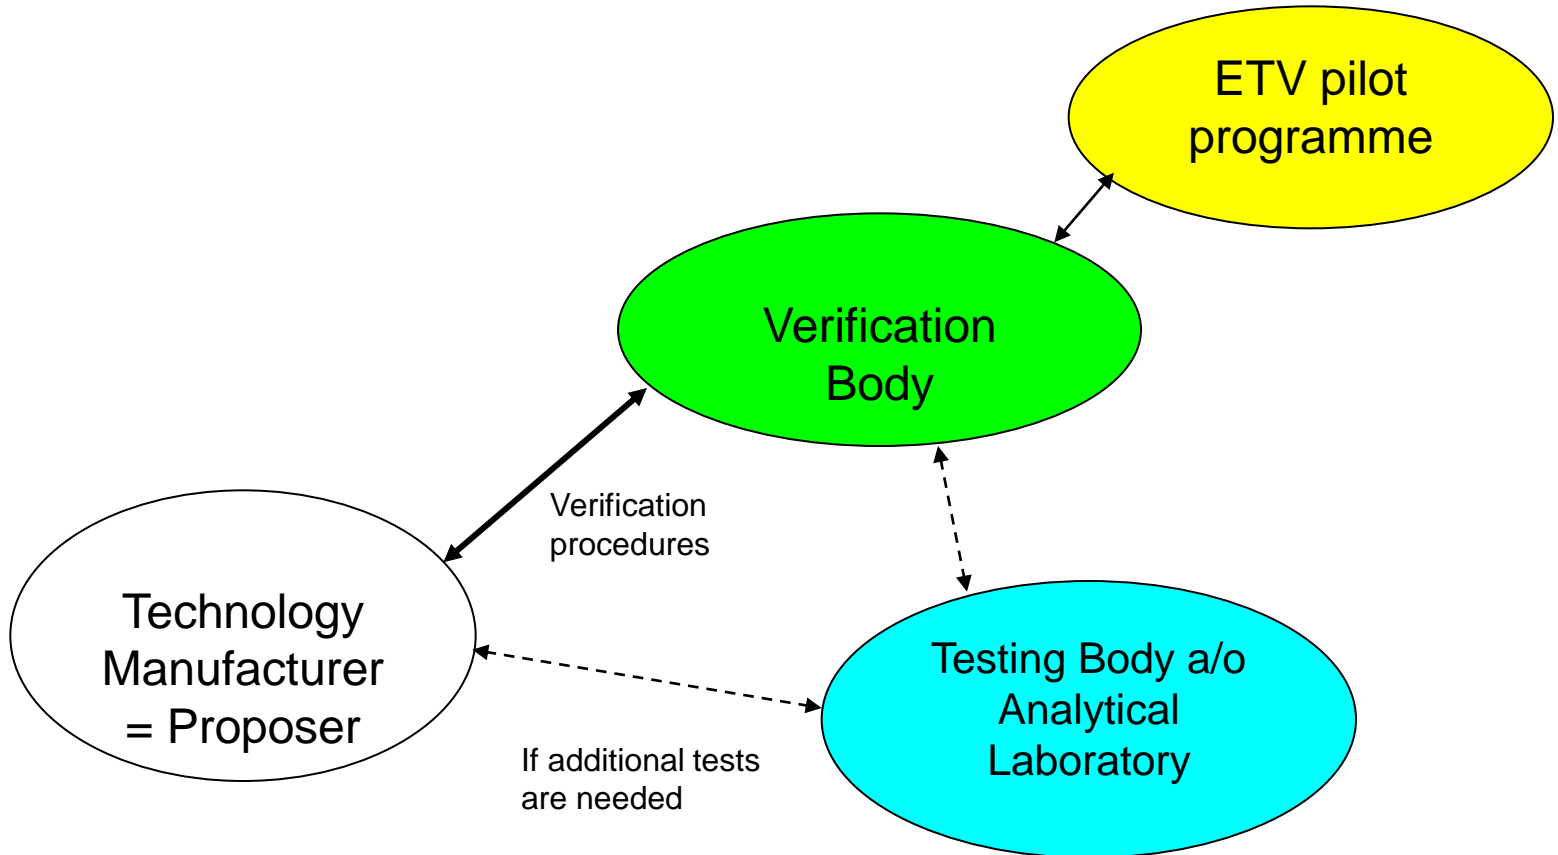 ETV pilot
programme
Verification
Body
Verification
procedures
Technology
Manufacturer
= Proposer
Testing Body a/o
Analytical
Laboratory
If additional tests
are needed